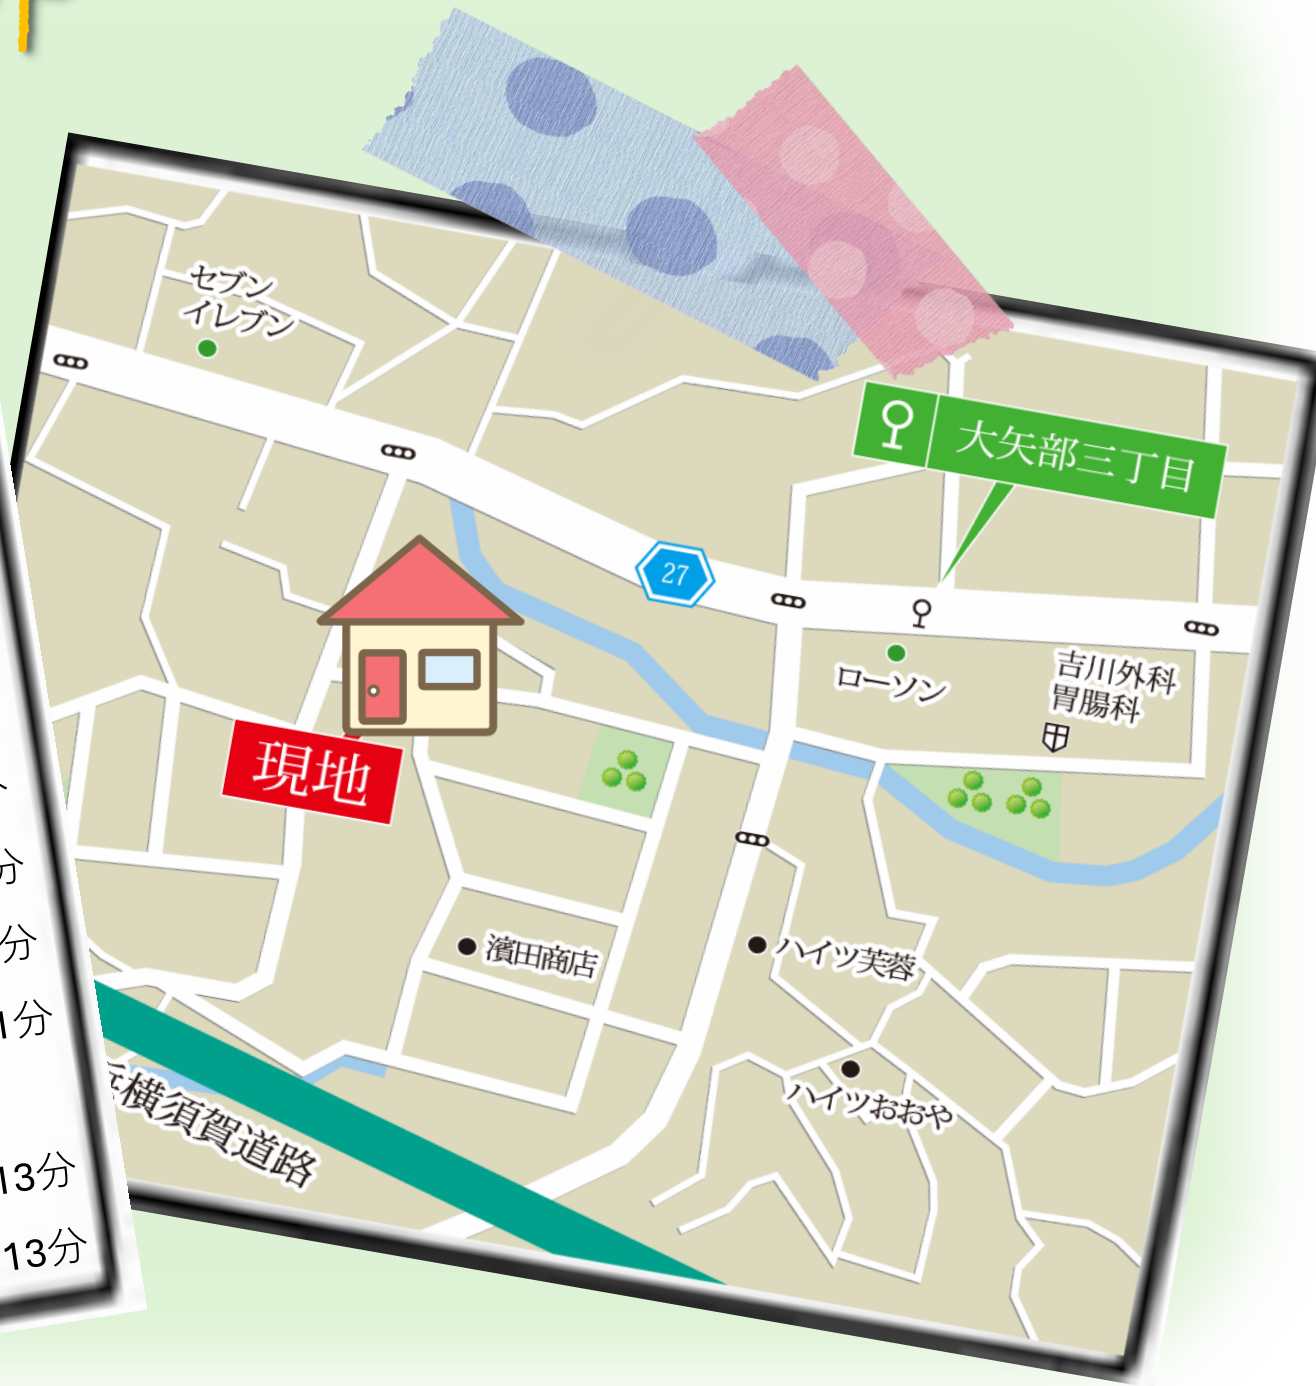 セブン
イレブン
大矢部三丁目
27
ローソン
吉川外科
胃腸科
現地
濱田商店
ハイツ芙蓉
ハイツおおや
横須賀道路
分
分
1分
13分
13分